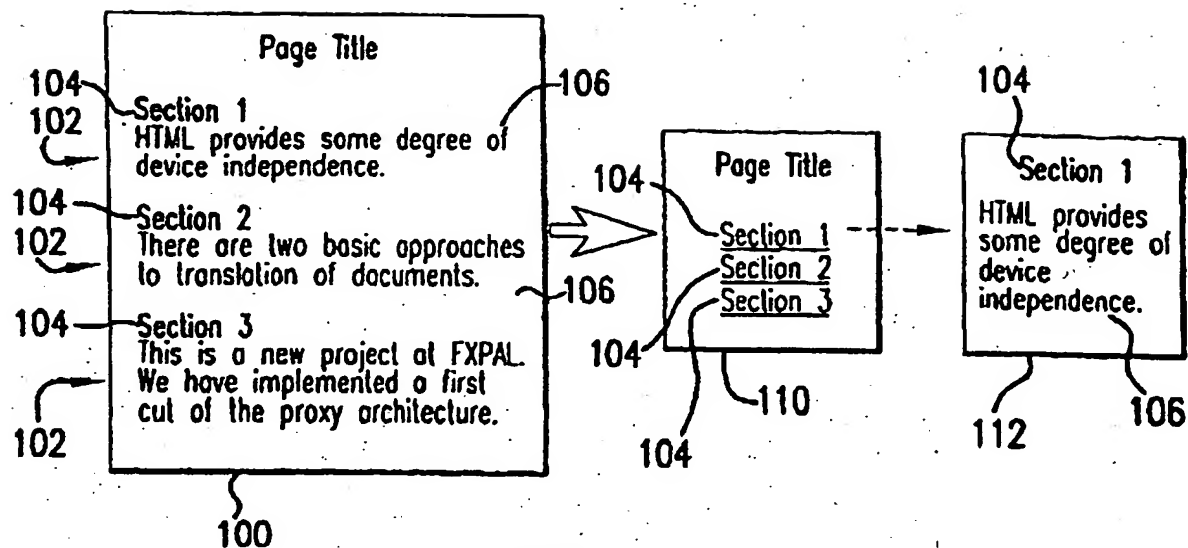 Page Title
104
Section 1
106
102
HTML provides some degree of
device independence.
104
Section 2
102
There are two basic approaches
to translation of documents.
106
104
Section 3
This is a new project at FXPAL.
We have implemented a first
cut of the proxy architecture.
102
100
Page Title
104
Section 1
Section 2
Section 3
104
104
110
104
Section 1
HTML provides
some degree of
device
independence.
112
106